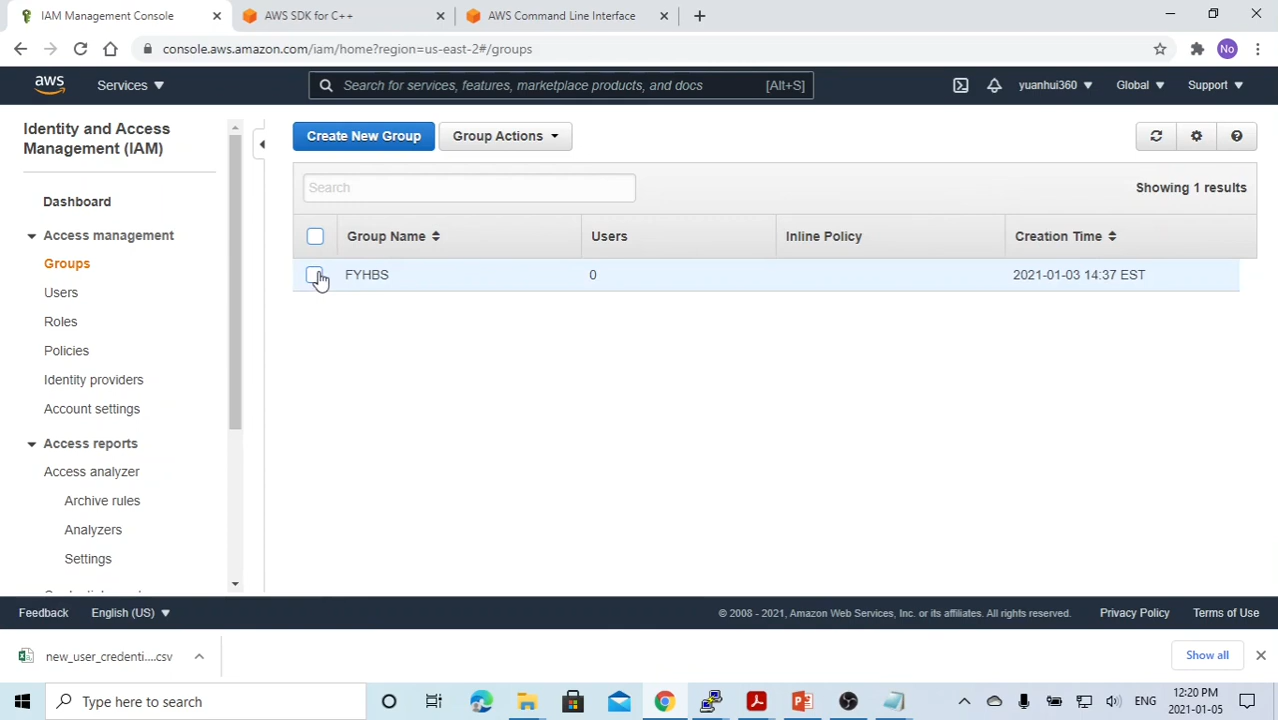 IAM Management Console
AWS SDK for C++
AWS Command Line Interface
console.aws.amazon.com/iam/home?region=us-east-2#/groups
No
aws
Services
Search for services, features, marketplace products, and docs
[Alt+S]
yuanhui360
Global
Support
Identity and Access
Management (IAM)
Dashboard
Access management
Groups
Users
Roles
Policies
Identity providers
Account settings
Access reports
Access analyzer
Archive rules
Analyzers
Settings
Create New Group
Group Actions
Search
Showing 1 results
Group Name
Users
Inline Policy
Creation Time
FYHBS
0
2021-01-03 14:37 EST
Feedback
English (US)
© 2008 - 2021, Amazon Web Services, Inc. or its affiliates. All rights reserved.
Privacy Policy
Terms of Use
new_user_credenti....csv
Show all
Type here to search
ENG
12:20 PM
2021-01-05